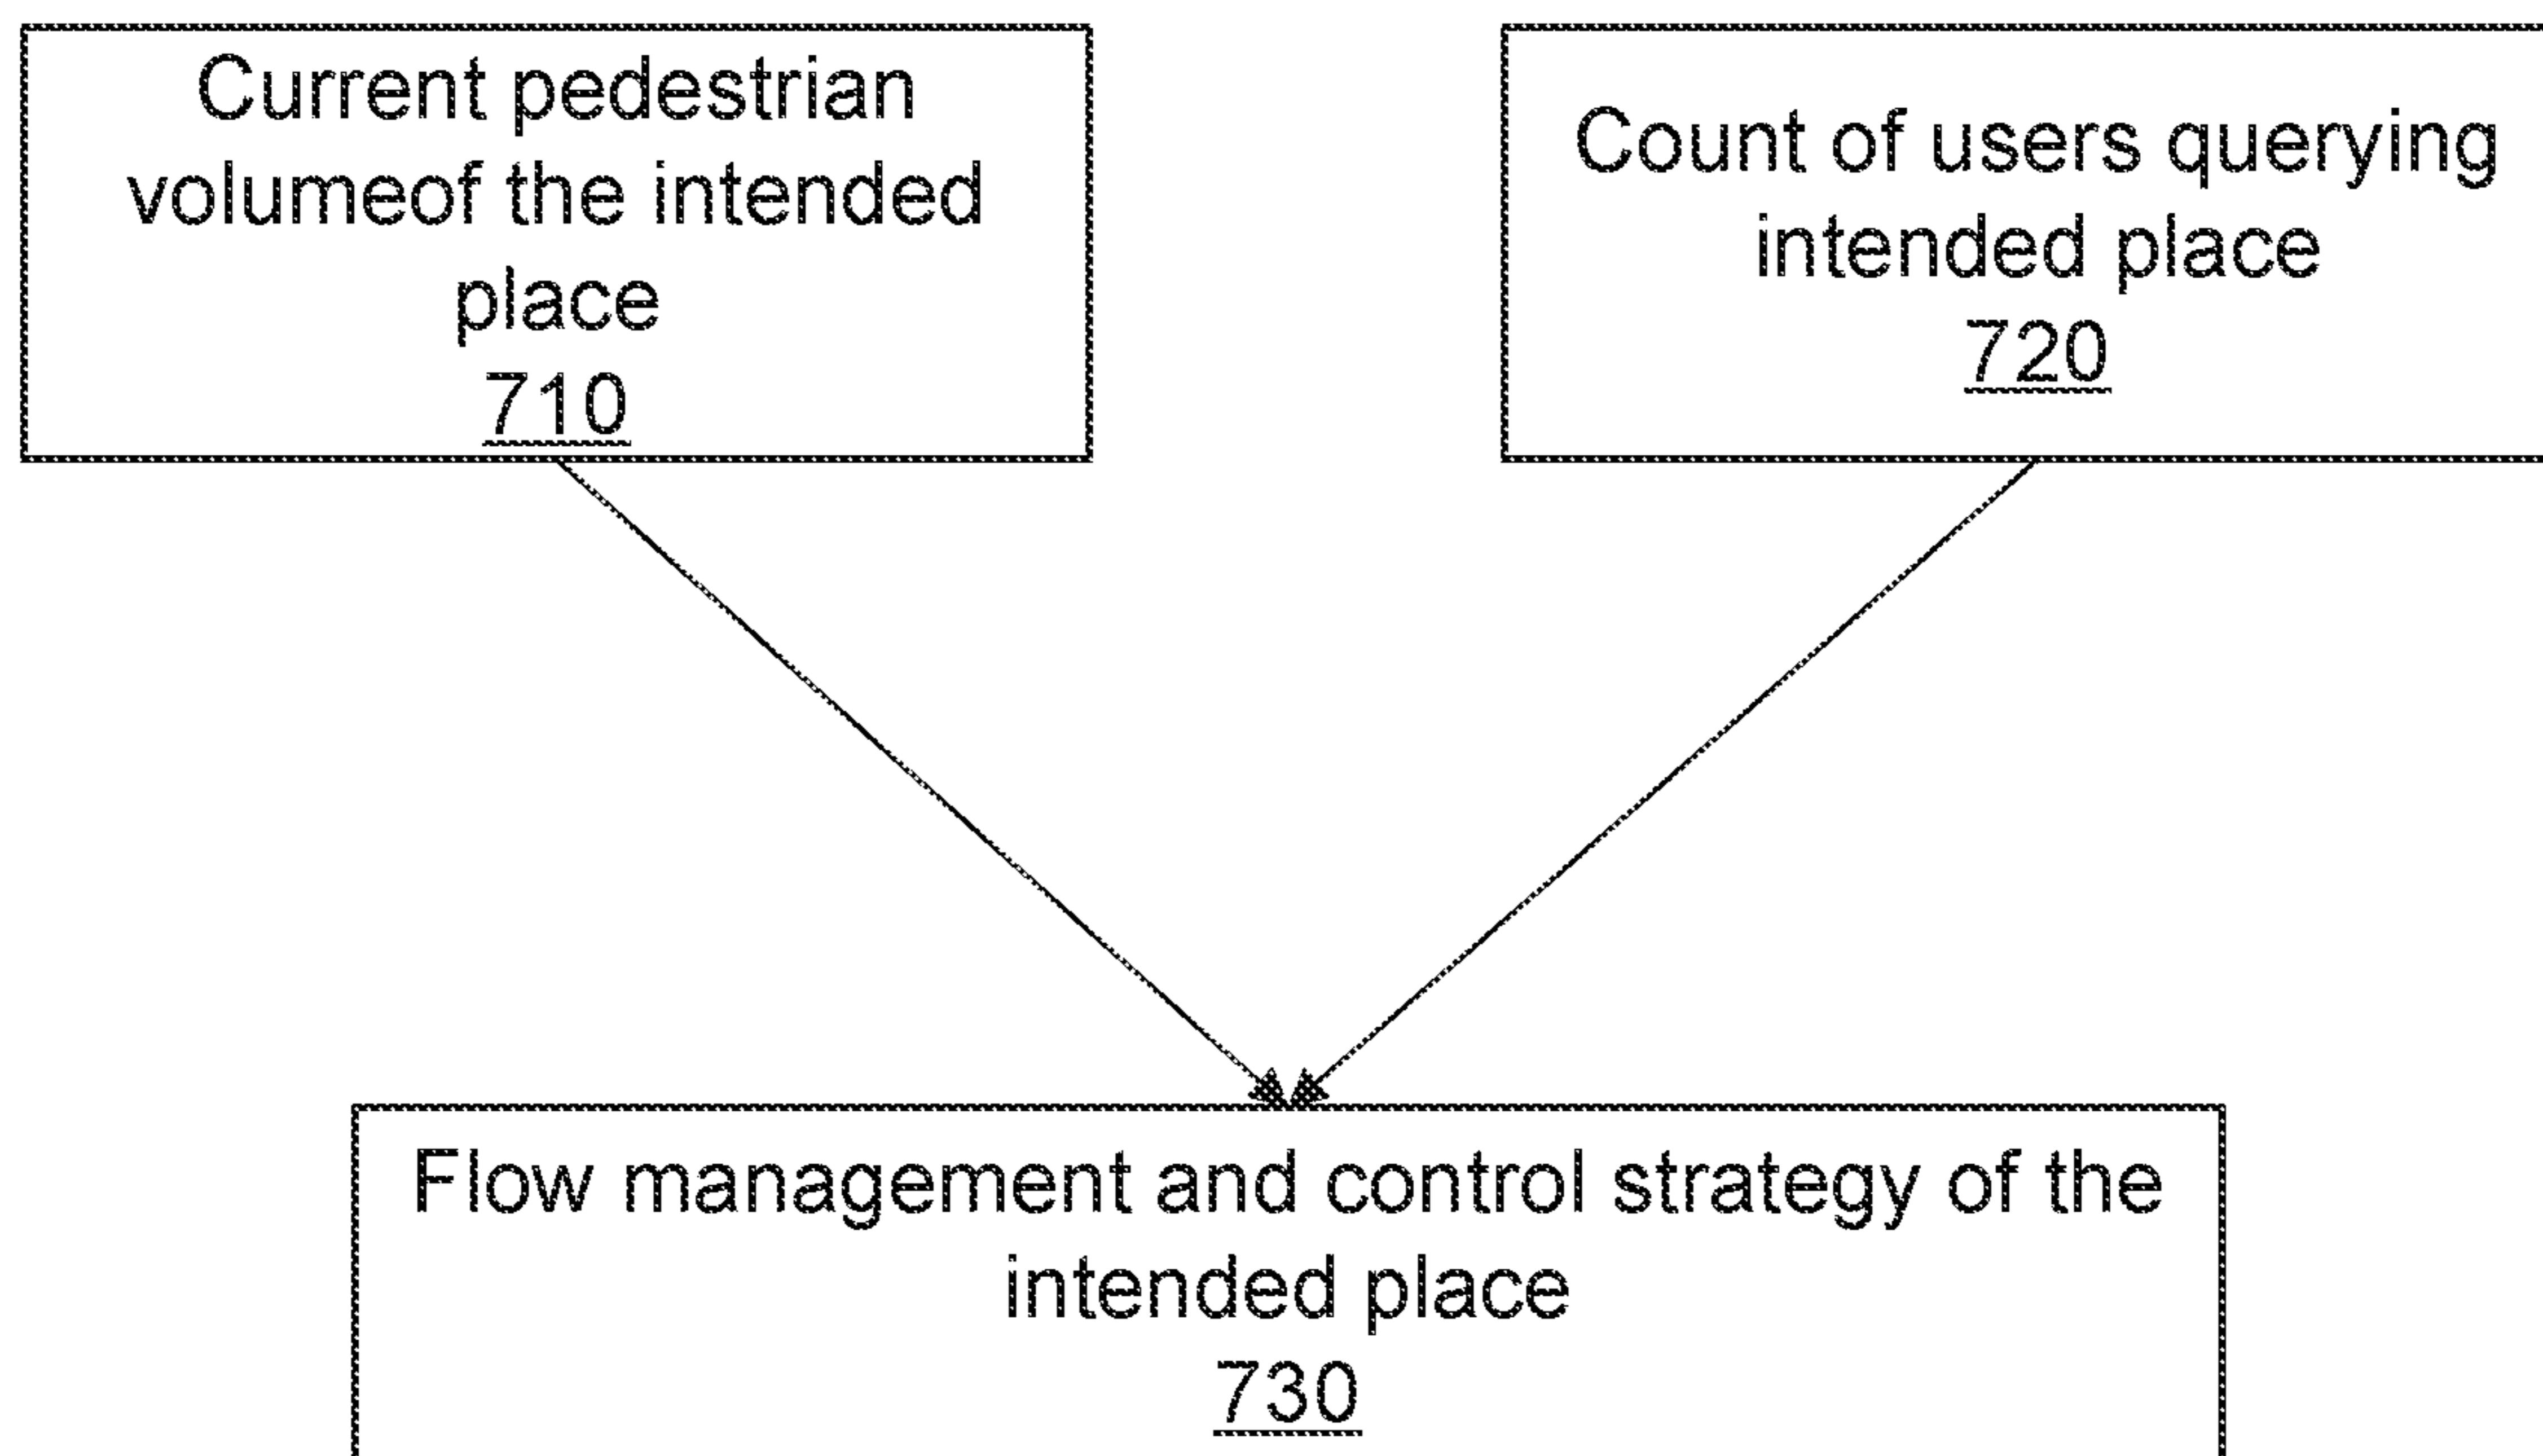 Current pedestrian
volumeof the intended
place
710
Count of users querying
intended place
720
Flow management and control strategy of the
intended place
730